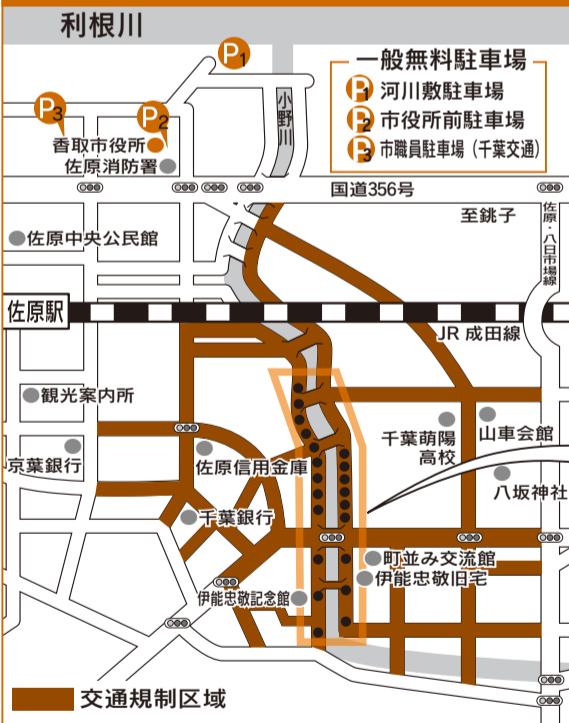 利根川
P1
一般無料駐車場
P1 河川敷駐車場
P2 市役所前駐車場
P3 市職員駐車場（千葉交通）
小野川
P3
P2
香取市役所
佐原消防署
国道356号
至銚子
佐原・八日市場線
佐原中央公民館
佐原駅
JR 成田線
観光案内所
千葉萌陽
高校
山車会館
京葉銀行
佐原信用金庫
八坂神社
千葉銀行
町並み交流館
伊能忠敬旧宅
伊能忠敬記念館
交通規制区域